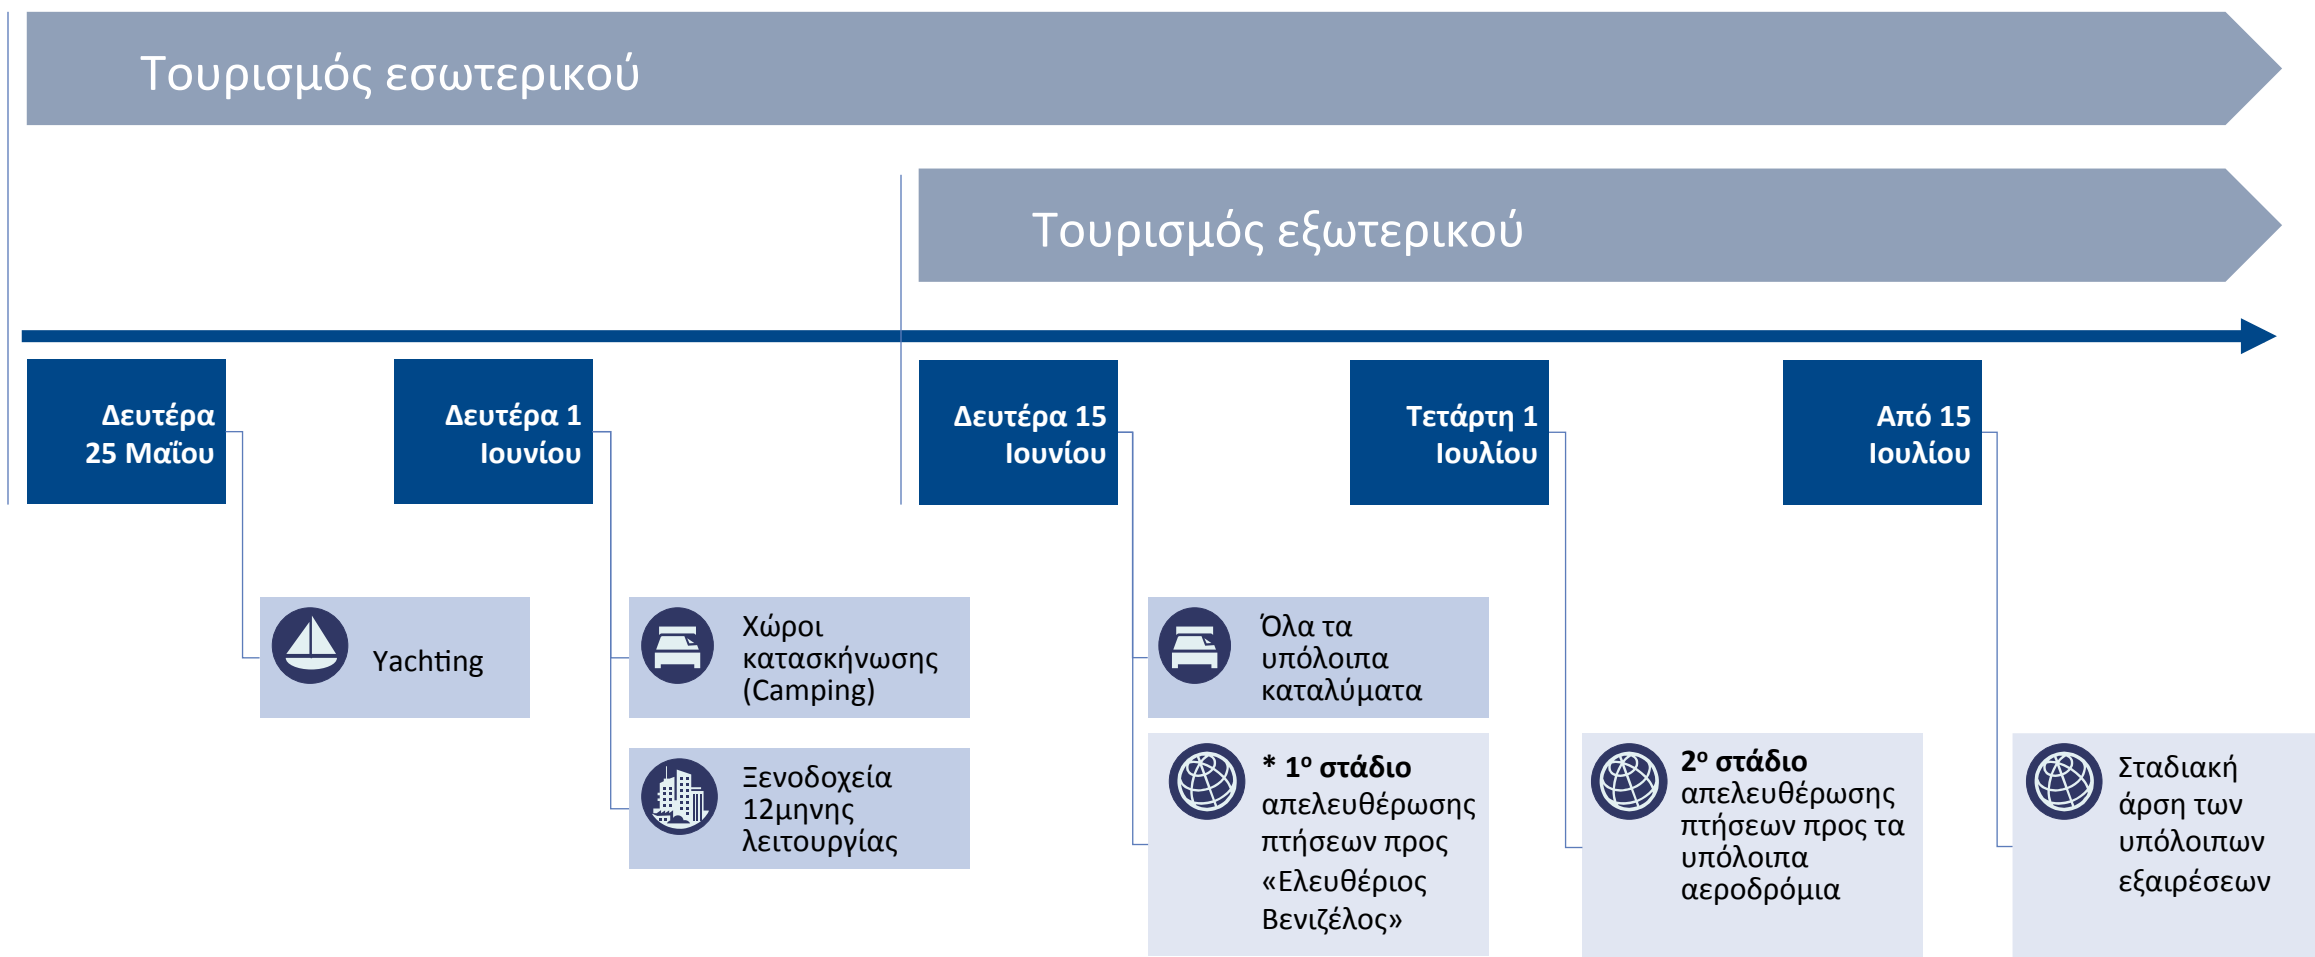 Τουρισμός εσωτερικού
Τουρισμός εξωτερικού
Δευτέρα
25 Μαΐου
Δευτέρα 1
Ιουνίου
Δευτέρα 15
Ιουνίου
Τετάρτη 1
Ιουλίου
Από 15
Ιουλίου
Yachting
Χώροι
κατασκήνωσης
(Camping)
Ξενοδοχεία
12μηνης
λειτουργίας
Όλα τα
υπόλοιπα
καταλύματα
* 1ο στάδιο
απελευθέρωσης
πτήσεων προς
«Ελευθέριος
Βενιζέλος»
2ο στάδιο
απελευθέρωσης
πτήσεων προς τα
υπόλοιπα
αεροδρόμια
Σταδιακή
άρση των
υπόλοιπων
εξαιρέσεων